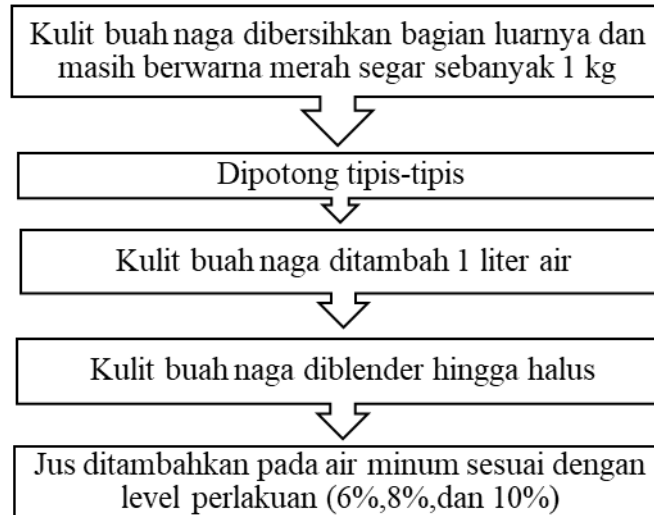 Kulit buah naga dibersihkan bagian luarnya dan
masih berwarna merah segar sebanyak 1 kg
Dipotong tipis-tipis
Kulit buah naga ditambah 1 liter air
Kulit buah naga diblender hingga halus
Jus ditambahkan pada air minum sesuai dengan
level perlakuan (6%,8%,dan 10%)